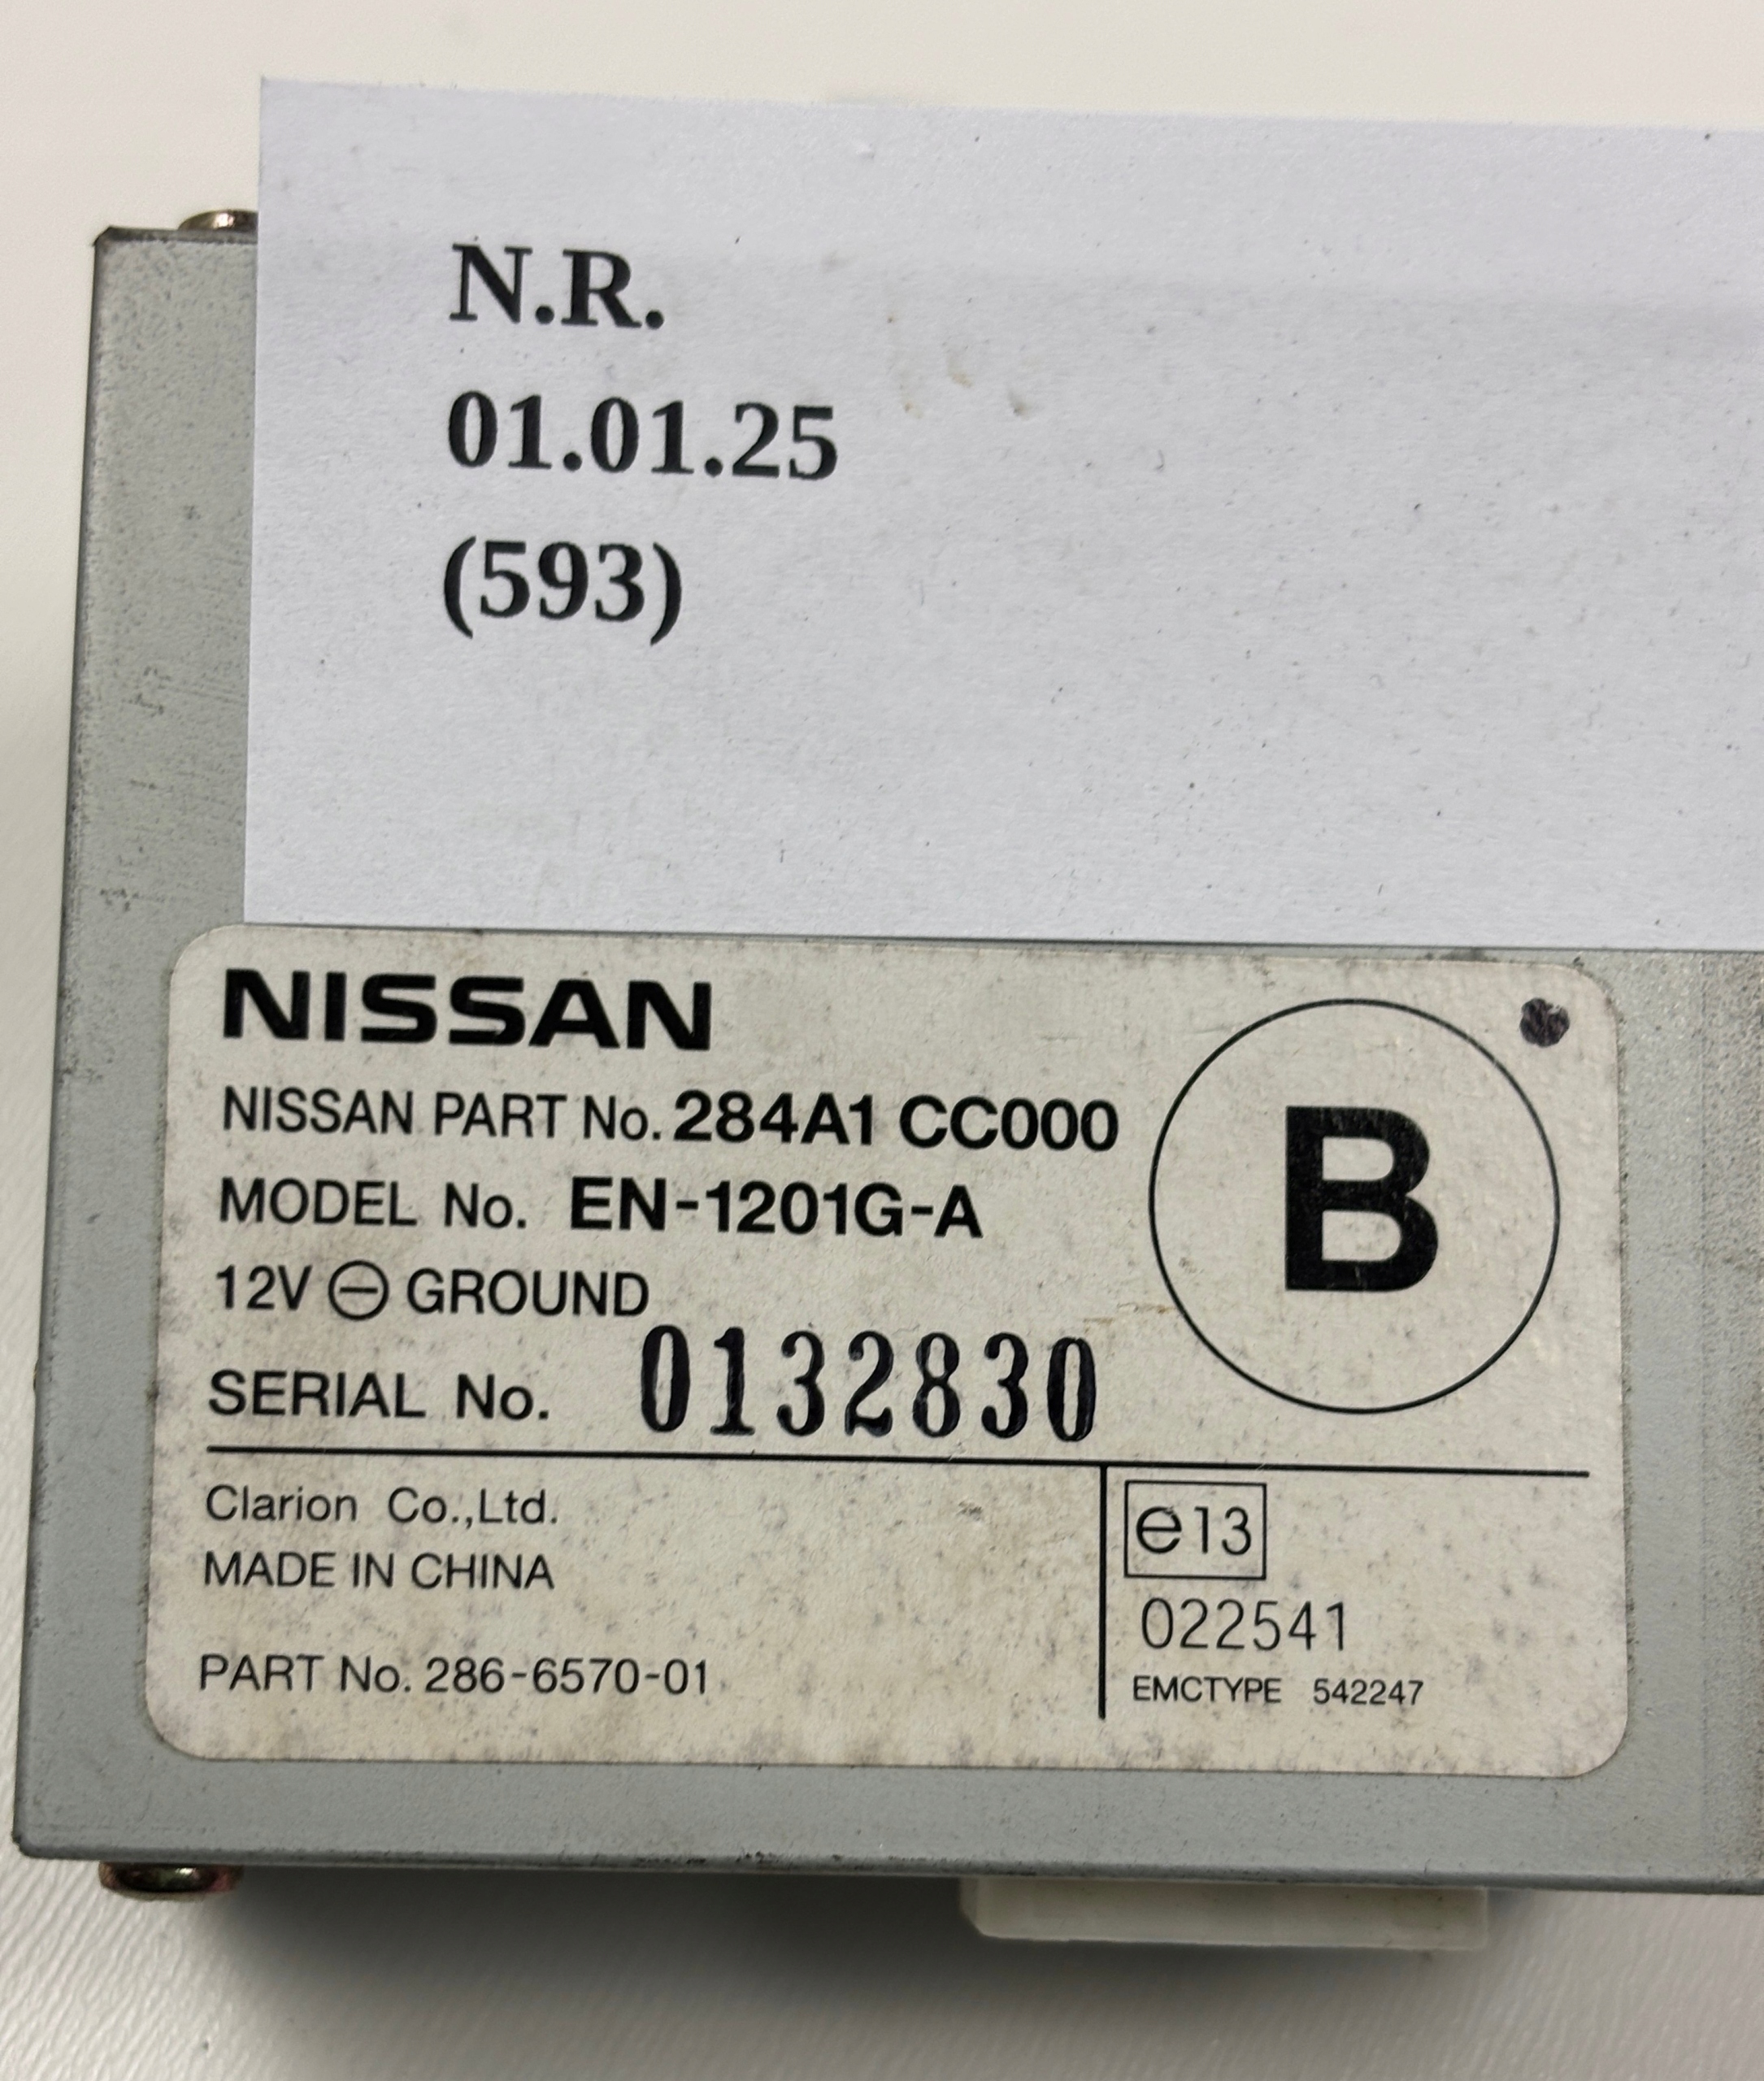 N.R.
01.01.25
(593)
NISSAN
NISSAN PART No. 284A1 CC000
MODEL No. EN-1201G-A
12V ⊖ GROUND
SERIAL No. 0132830
B
Clarion Co.,Ltd.
MADE IN CHINA
PART No. 286-6570-01
e13
022541
EMCTYPE 542247